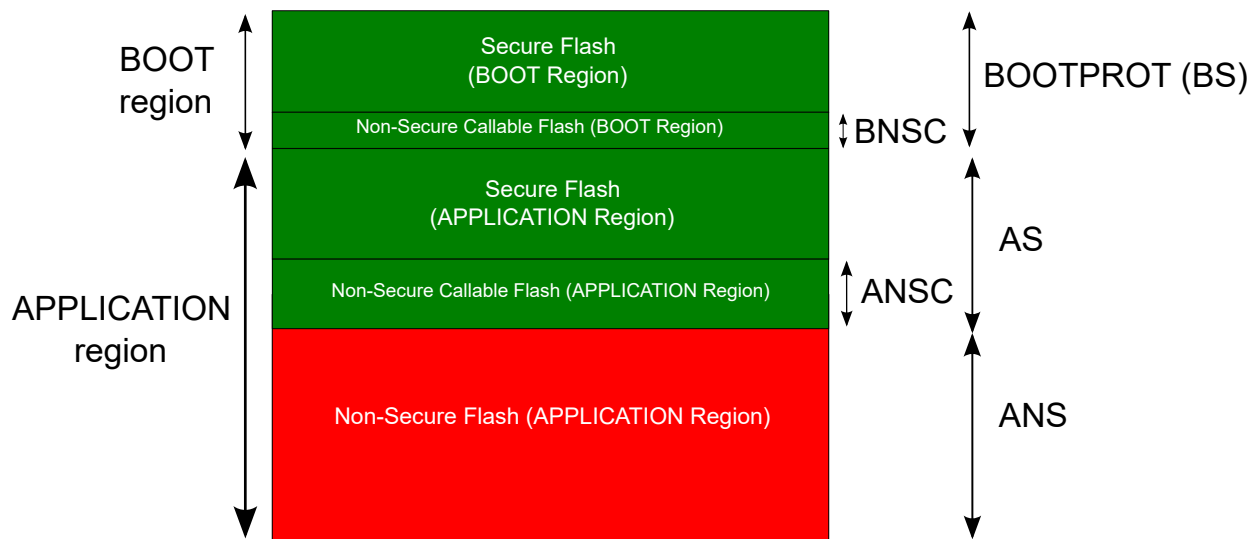 BOOT
region
Secure Flash
(BOOT Region)
BOOTPROT (BS)
Non-Secure Callable Flash (BOOT Region)
BNSC
Secure Flash
(APPLICATION Region)
AS
APPLICATION
region
Non-Secure Callable Flash (APPLICATION Region)
ANSC
Non-Secure Flash (APPLICATION Region)
ANS